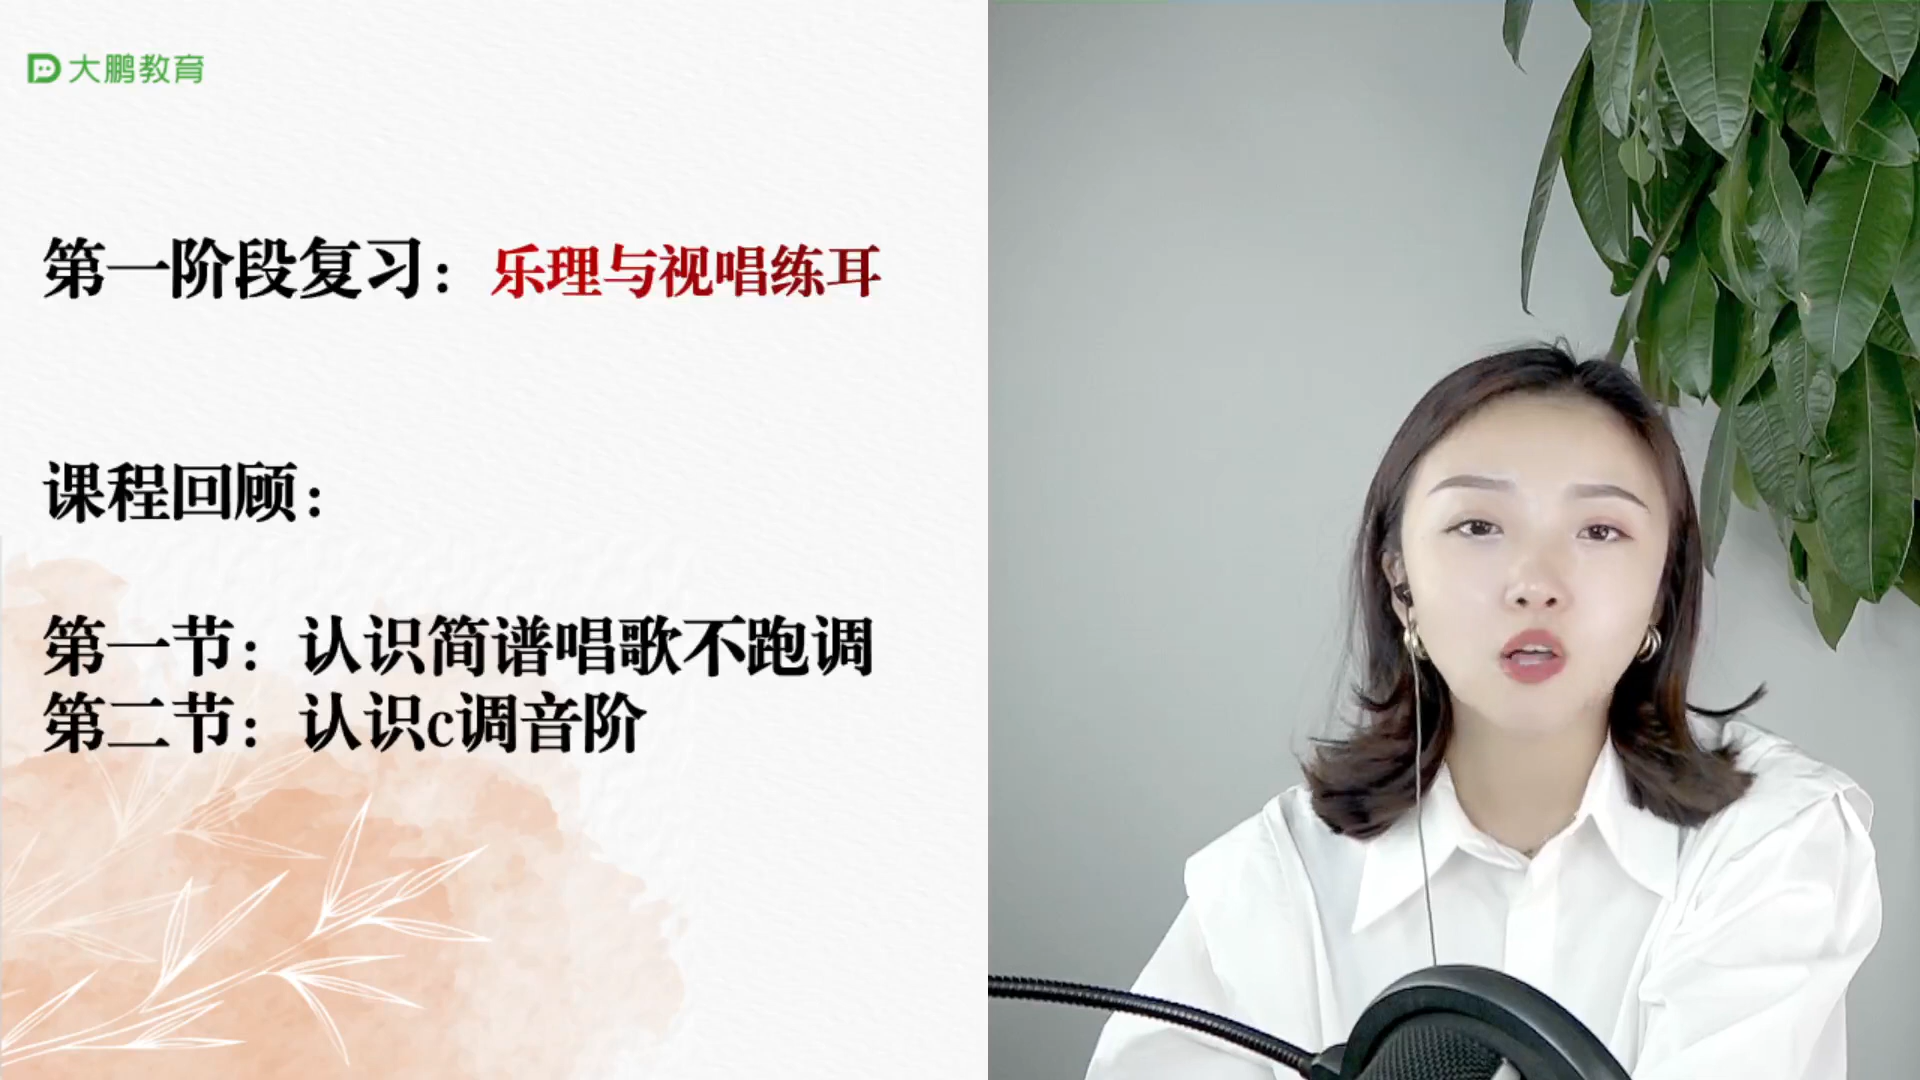 大鹏教育
第一阶段复习：乐理与视唱练耳
课程回顾：
第一节：认识简谱唱歌不跑调
第二节：认识c调音阶